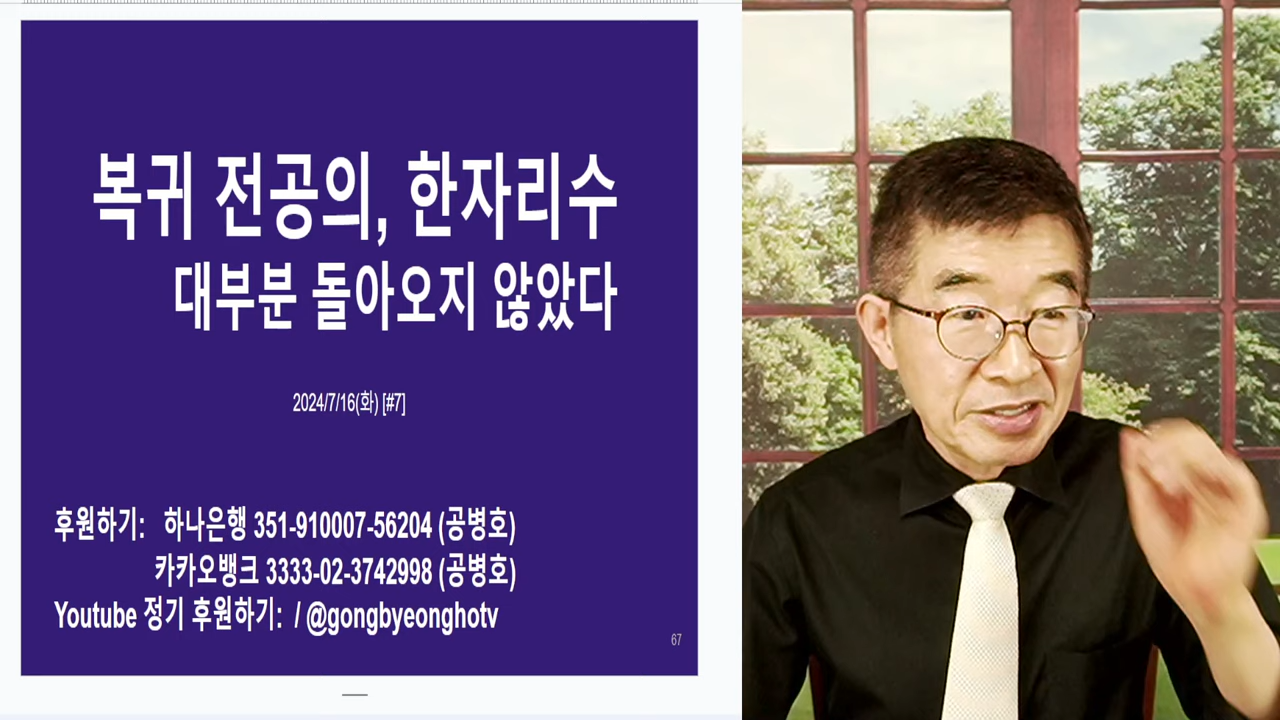 복귀 전공의, 한자리수
대부분 돌아오지 않았다
2024/7/16(화) [#7]
후원하기: 하나은행 351-910007-56204 (공병호)
카카오뱅크 3333-02-3742998 (공병호)
Youtube 정기 후원하기: / @gongbyeonghotv
67